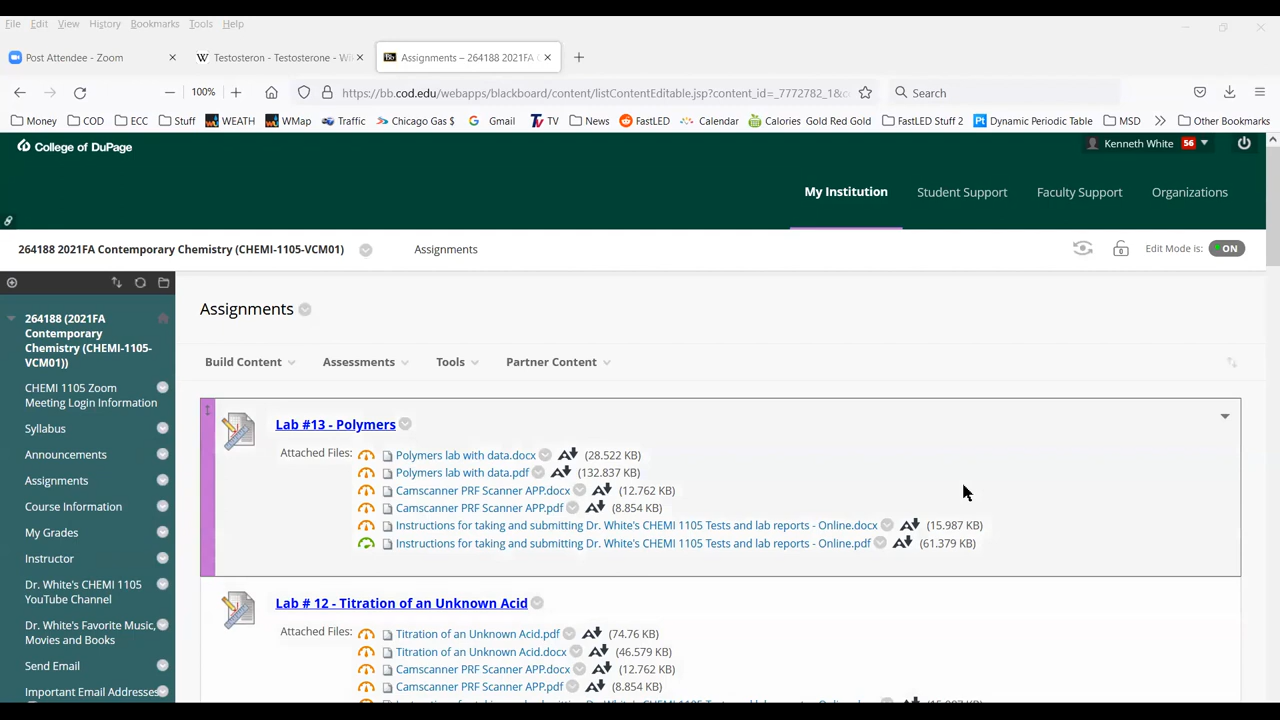 File Edit View History Bookmarks Tools Help
Post Attendee - Zoom
Testosteron - Testosterone - Wi
Assignments – 264188 2021FA
100%
https://bb.cod.edu/webapps/blackboard/content/listContentEditable.jsp?content_id=_7772782_1&
Search
Money COD ECC Stuff WEATH WMap Traffic Chicago Gas $ Gmail TV News FastLED Calendar Calories Gold Red Gold FastLED Stuff 2 Dynamic Periodic Table MSD Other Bookmarks
College of DuPage
Kenneth White 56
My Institution Student Support Faculty Support Organizations
264188 2021FA Contemporary Chemistry (CHEMI-1105-VCM01)
Assignments
Edit Mode is: ON
264188 (2021FA
Contemporary
Chemistry (CHEMI-1105-
VCM01))
CHEMI 1105 Zoom
Meeting Login Information
Syllabus
Announcements
Assignments
Course Information
My Grades
Instructor
Dr. White's CHEMI 1105
YouTube Channel
Dr. White's Favorite Music,
Movies and Books
Send Email
Important Email Addresses
Assignments
Build Content Assessments Tools Partner Content
Lab #13 - Polymers
Attached Files:
Polymers lab with data.docx (28.522 KB)
Polymers lab with data.pdf (132.837 KB)
Camscanner PRF Scanner APP.docx (12.762 KB)
Camscanner PRF Scanner APP.pdf (8.854 KB)
Instructions for taking and submitting Dr. White's CHEMI 1105 Tests and lab reports - Online.docx (15.987 KB)
Instructions for taking and submitting Dr. White's CHEMI 1105 Tests and lab reports - Online.pdf (61.379 KB)
Lab # 12 - Titration of an Unknown Acid
Attached Files:
Titration of an Unknown Acid.pdf (74.76 KB)
Titration of an Unknown Acid.docx (46.579 KB)
Camscanner PRF Scanner APP.docx (12.762 KB)
Camscanner PRF Scanner APP.pdf (8.854 KB)